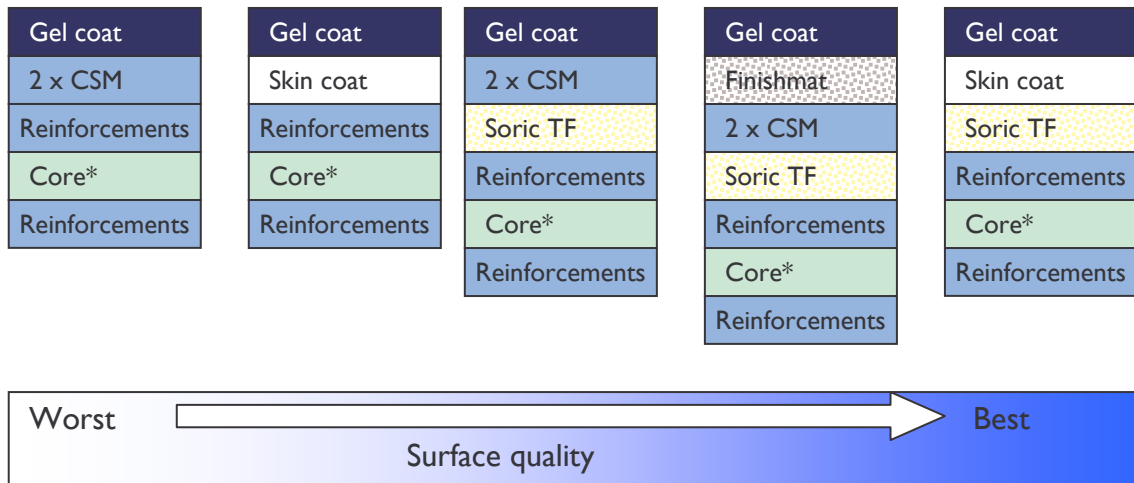 Gel coat
2 x CSM
Reinforcements
Core*
Reinforcements
Gel coat
Skin coat
Reinforcements
Core*
Reinforcements
Gel coat
2 x CSM
Soric TF
Reinforcements
Core*
Reinforcements
Gel coat
Finishmat
2 x CSM
Soric TF
Reinforcements
Core*
Reinforcements
Gel coat
Skin coat
Soric TF
Reinforcements
Core*
Reinforcements
Worst
Best
Surface quality